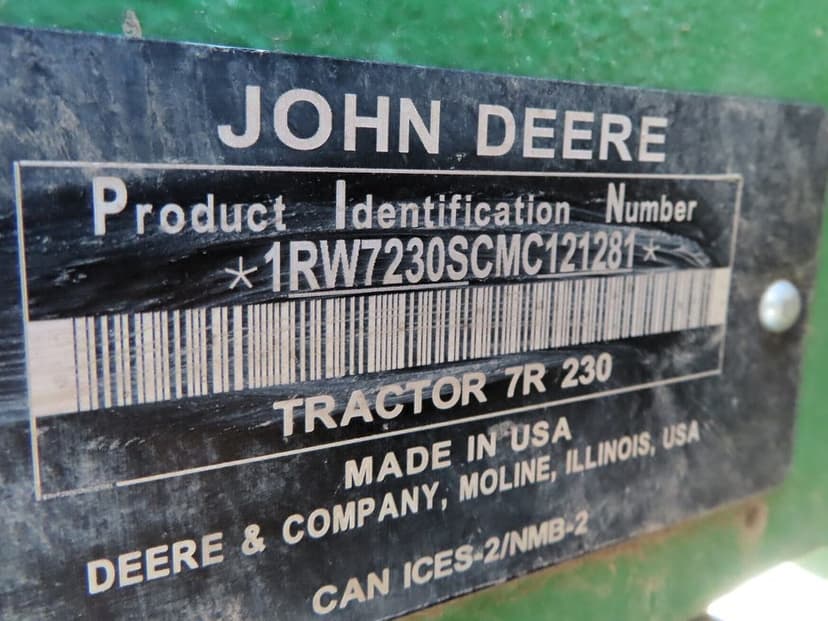 JOHN DEERE
Product Identification Number
*1RW7230SCMC121281*
TRACTOR 7R 230
MADE IN USA
DEERE & COMPANY, MOLINE, ILLINOIS, USA
CAN ICES-2/NMB-2